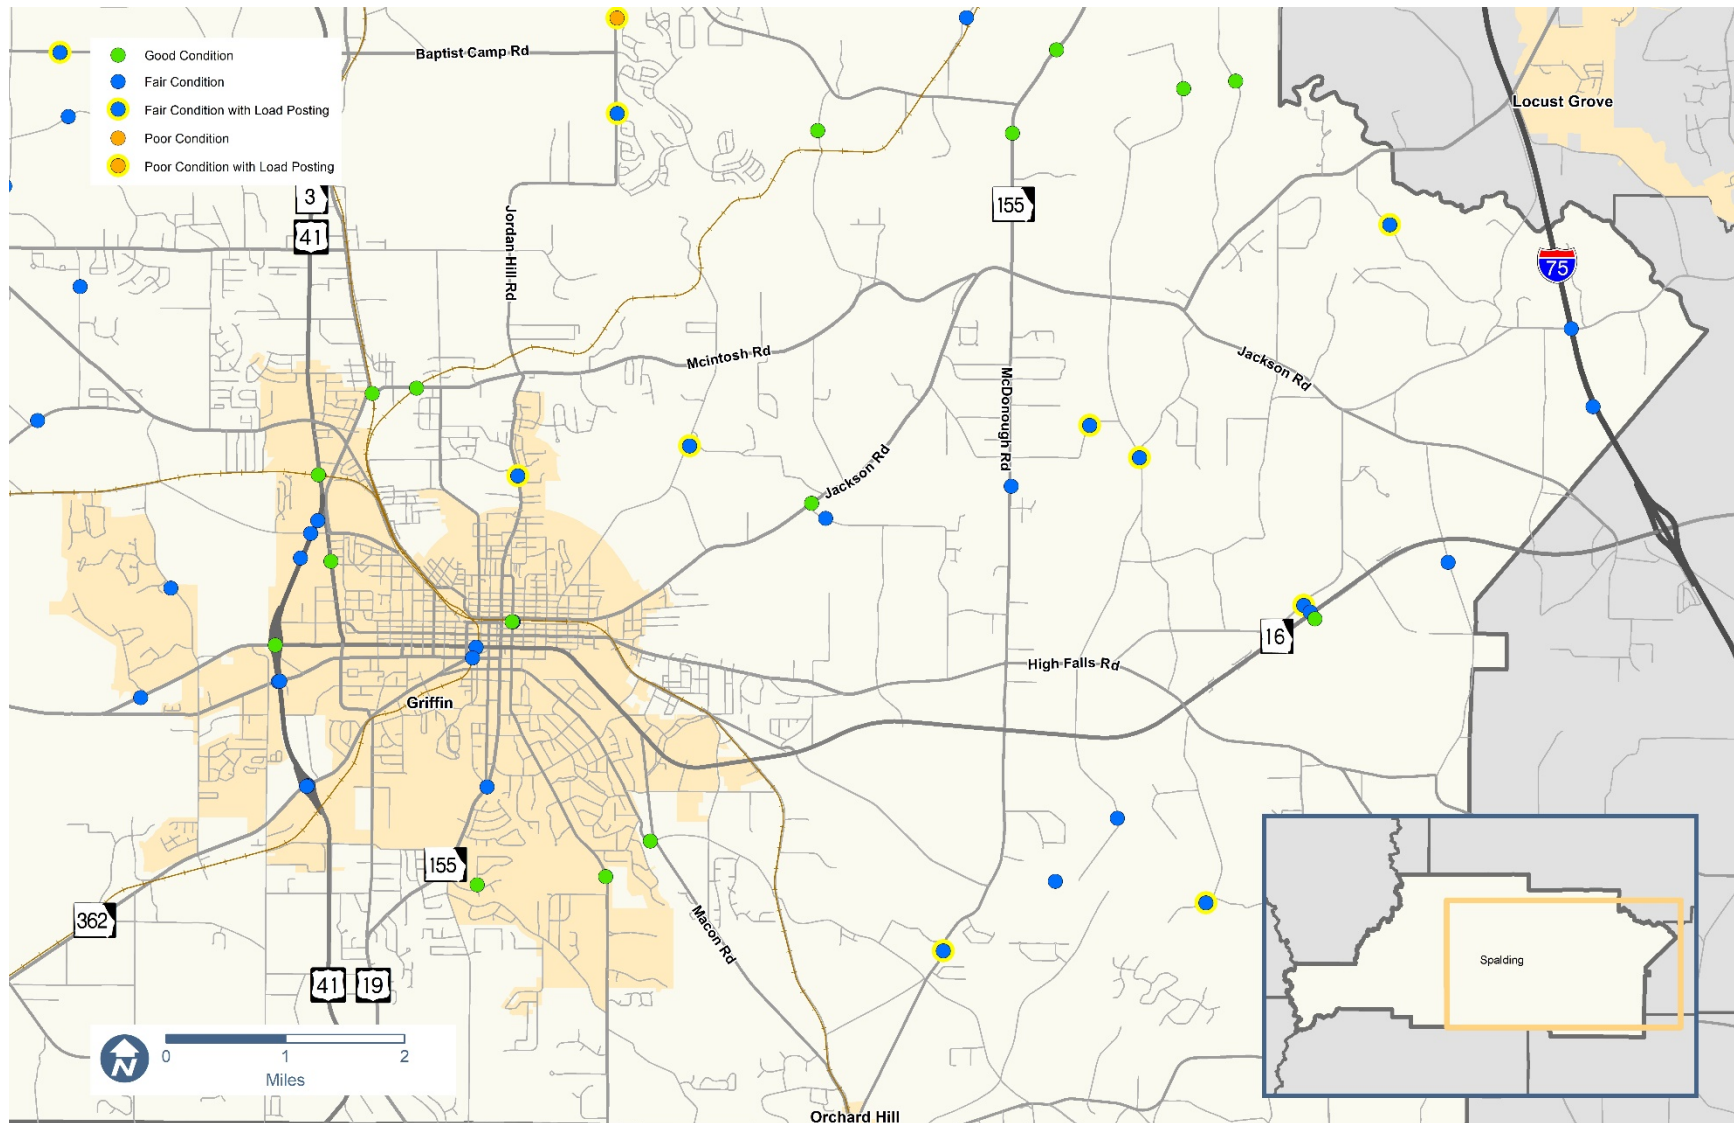 Baptist Camp Rd
Good Condition
Fair Condition
Fair Condition with Load Posting
Poor Condition
Poor Condition with Load Posting
Locust Grove
3
41
155
Jordan Hill Rd
75
Mcintosh Rd
Jackson Rd
McDonough Rd
Jackson Rd
16
High Falls Rd
Griffin
155
362
Macon Rd
41
19
Spalding
N
0 1 2
Miles
Orchard Hill